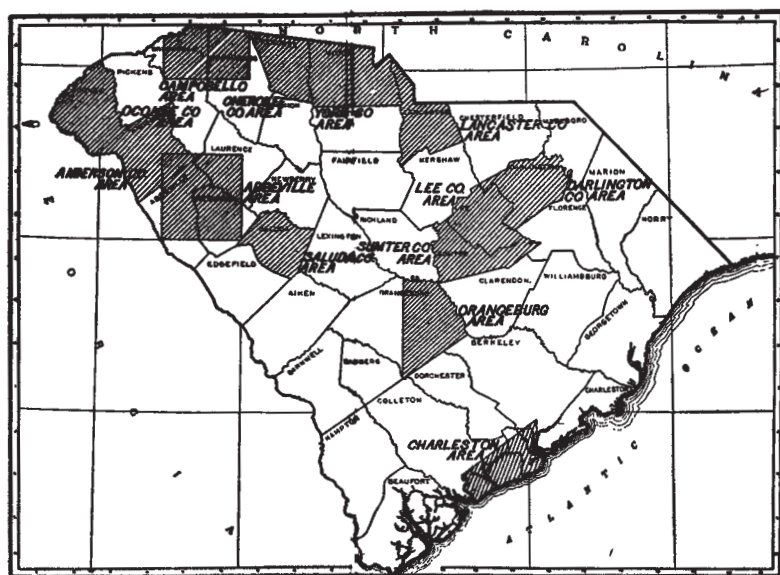 NORTH CAROLIN
PICKENS
CAMPOBELLO
AREA
OCONEE CO
AREA
CHEROKEE
CO AREA
YORK CO
AREA
CHESTERFIELD
LANCASTER CO
AREA
LAURENCE
ANDERSON CO.
AREA
ABBEVILLE
AREA
NEWBERRY
FAIRFIELD
KERSHAW
LEE CO.
AREA
DARLINGTON
CO AREA
MARION
FLORENCE
HORRY
RICHLAND
LEXINGTON
SALUDA CO.
AREA
SUMTER CO
AREA
EDGEFIELD
AIKEN
CLARENDON
WILLIAMSBURG
ORANGEBURG
AREA
GEORGETOWN
BERKELEY
BARNWELL
BAMBERG
DORCHESTER
COLLETON
CHARLESTON
HAMPTON
CHARLESTON
AREA
BEAUFORT
ATLANTIC
OCEAN